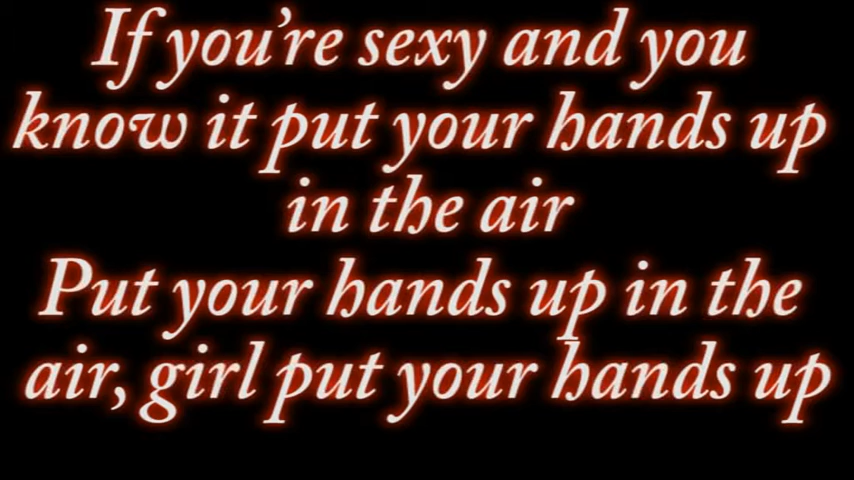 If you’re sexy and you
know it put your hands up
in the air
Put your hands up in the
air, girl put your hands up